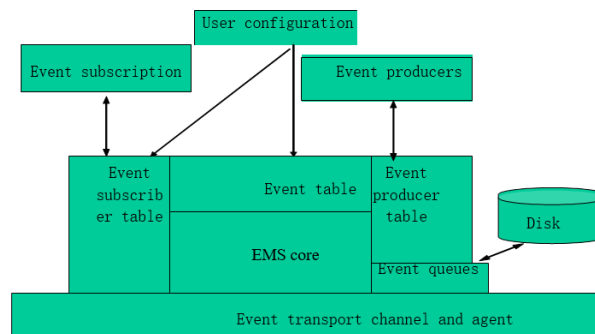 User configuration
Event subscription
Event producers
Event
subscrib
er table
Event table
Event
producer
table
EMS core
Disk
Event queues
Event transport channel and agent